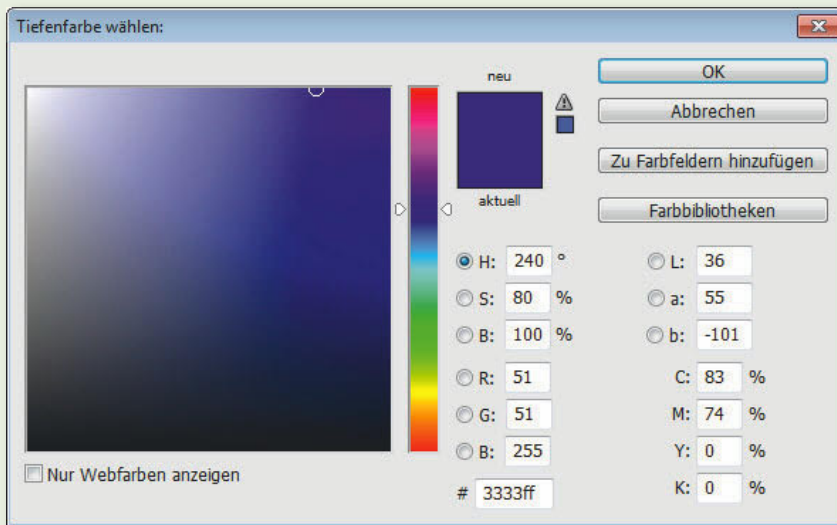 Tiefenfarbe wählen:
neu
aktuell
OK
Abbrechen
Zu Farbfeldern hinzufügen
Farbbibliotheken
H: 240 °
S: 80 %
B: 100 %
R: 51
G: 51
B: 255
# 3333ff
L: 36
a: 55
b: -101
C: 83 %
M: 74 %
Y: 0 %
K: 0 %
Nur Webfarben anzeigen